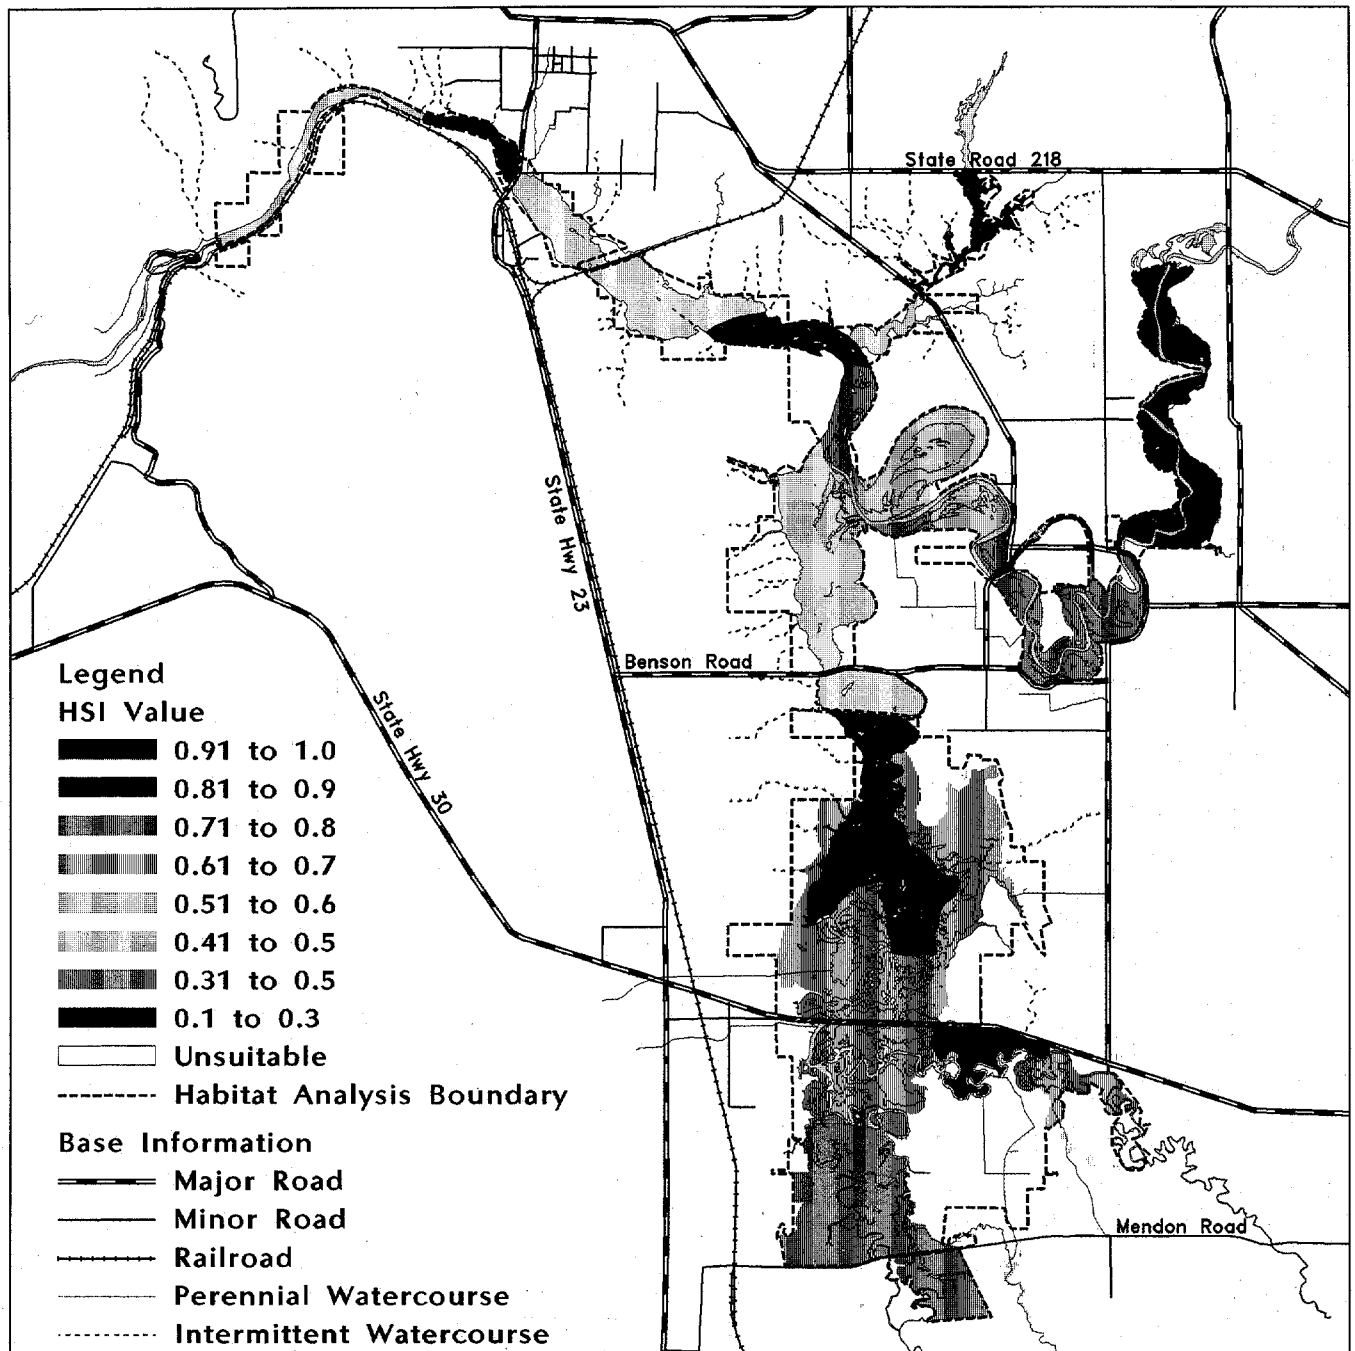 State Road 218
State Hwy 23
Benson Road
State Hwy 30
Mendon Road
Legend
HSI Value
0.91 to 1.0
0.81 to 0.9
0.71 to 0.8
0.61 to 0.7
0.51 to 0.6
0.41 to 0.5
0.31 to 0.5
0.1 to 0.3
Unsuitable
Habitat Analysis Boundary
Base Information
Major Road
Minor Road
Railroad
Perennial Watercourse
Intermittent Watercourse